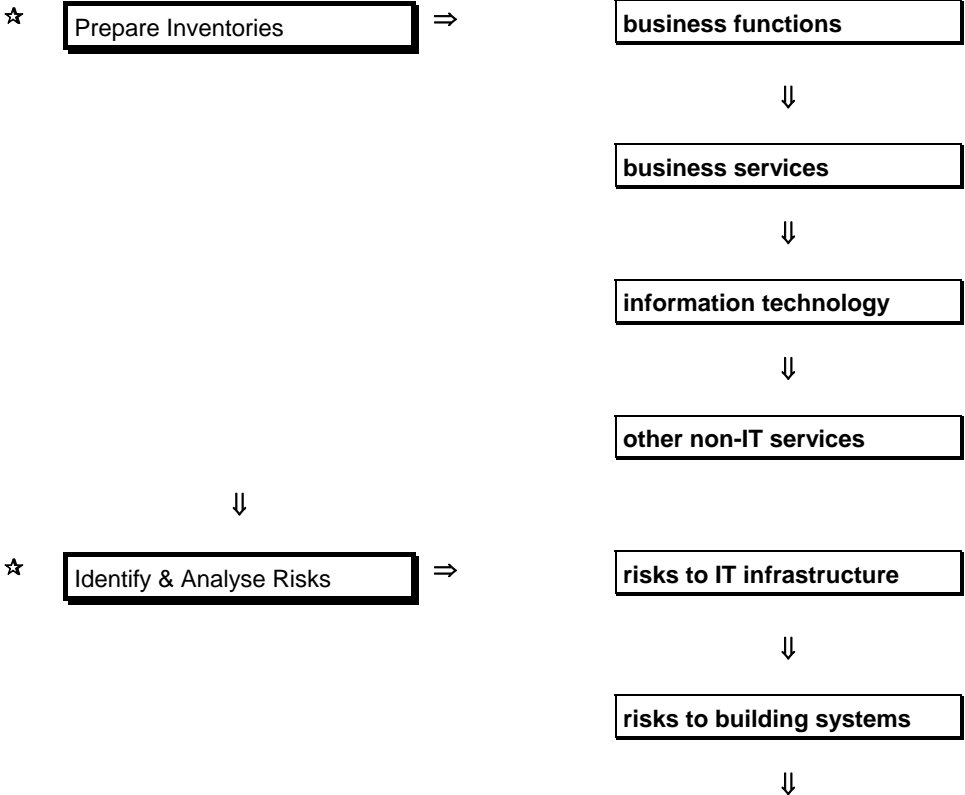 ☆ Prepare Inventories ⇒ business functions
⇓
business services
⇓
information technology
⇓
other non-IT services
⇓
☆ Identify & Analyse Risks ⇒ risks to IT infrastructure
⇓
risks to building systems
⇓